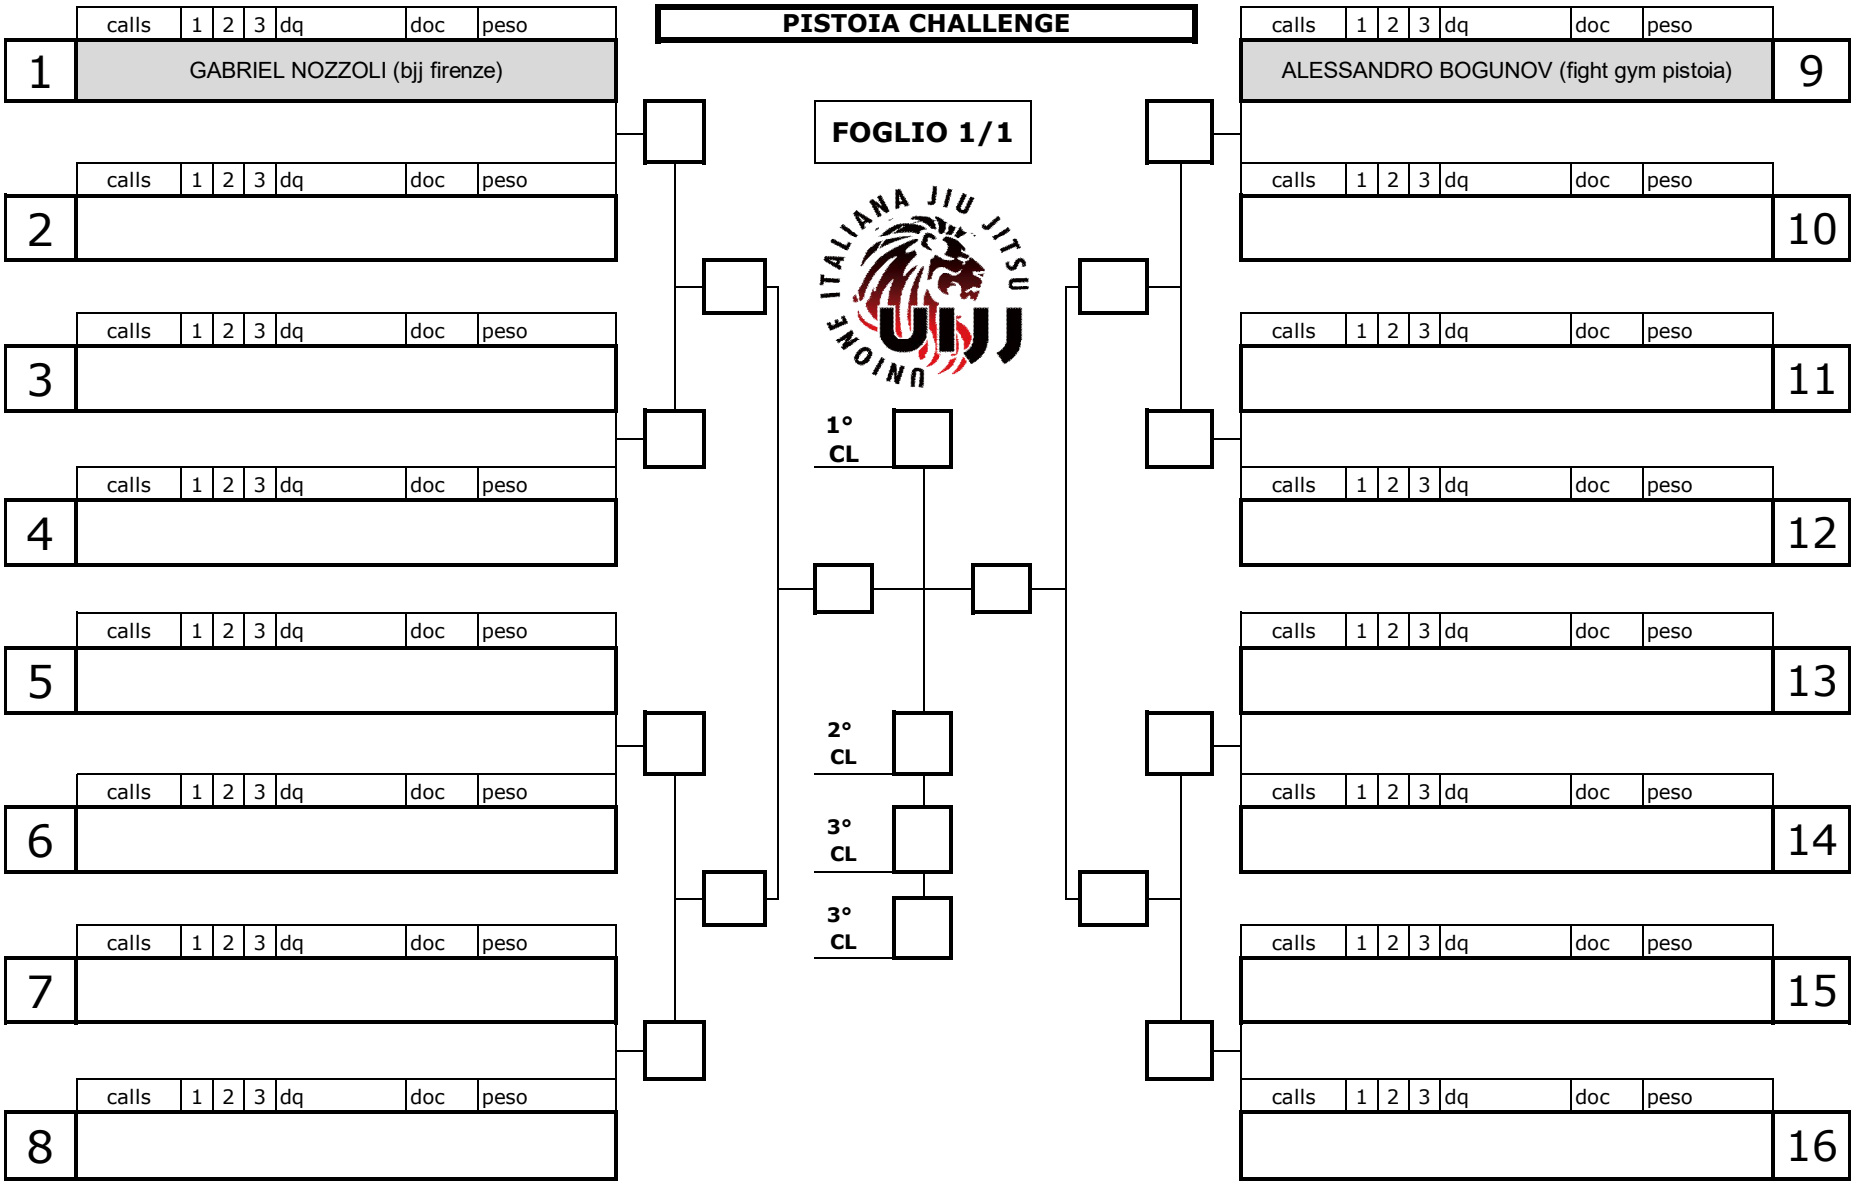 PISTOIA CHALLENGE
FOGLIO 1/1
UNIONE ITALIANA JIU JITSU
UIJJ
calls 1 2 3 dq doc peso
1 GABRIEL NOZZOLI (bjj firenze)
calls 1 2 3 dq doc peso
2
calls 1 2 3 dq doc peso
3
calls 1 2 3 dq doc peso
4
calls 1 2 3 dq doc peso
5
calls 1 2 3 dq doc peso
6
calls 1 2 3 dq doc peso
7
calls 1 2 3 dq doc peso
8
1°
CL
2°
CL
3°
CL
3°
CL
calls 1 2 3 dq doc peso
ALESSANDRO BOGUNOV (fight gym pistoia) 9
calls 1 2 3 dq doc peso
10
calls 1 2 3 dq doc peso
11
calls 1 2 3 dq doc peso
12
calls 1 2 3 dq doc peso
13
calls 1 2 3 dq doc peso
14
calls 1 2 3 dq doc peso
15
calls 1 2 3 dq doc peso
16